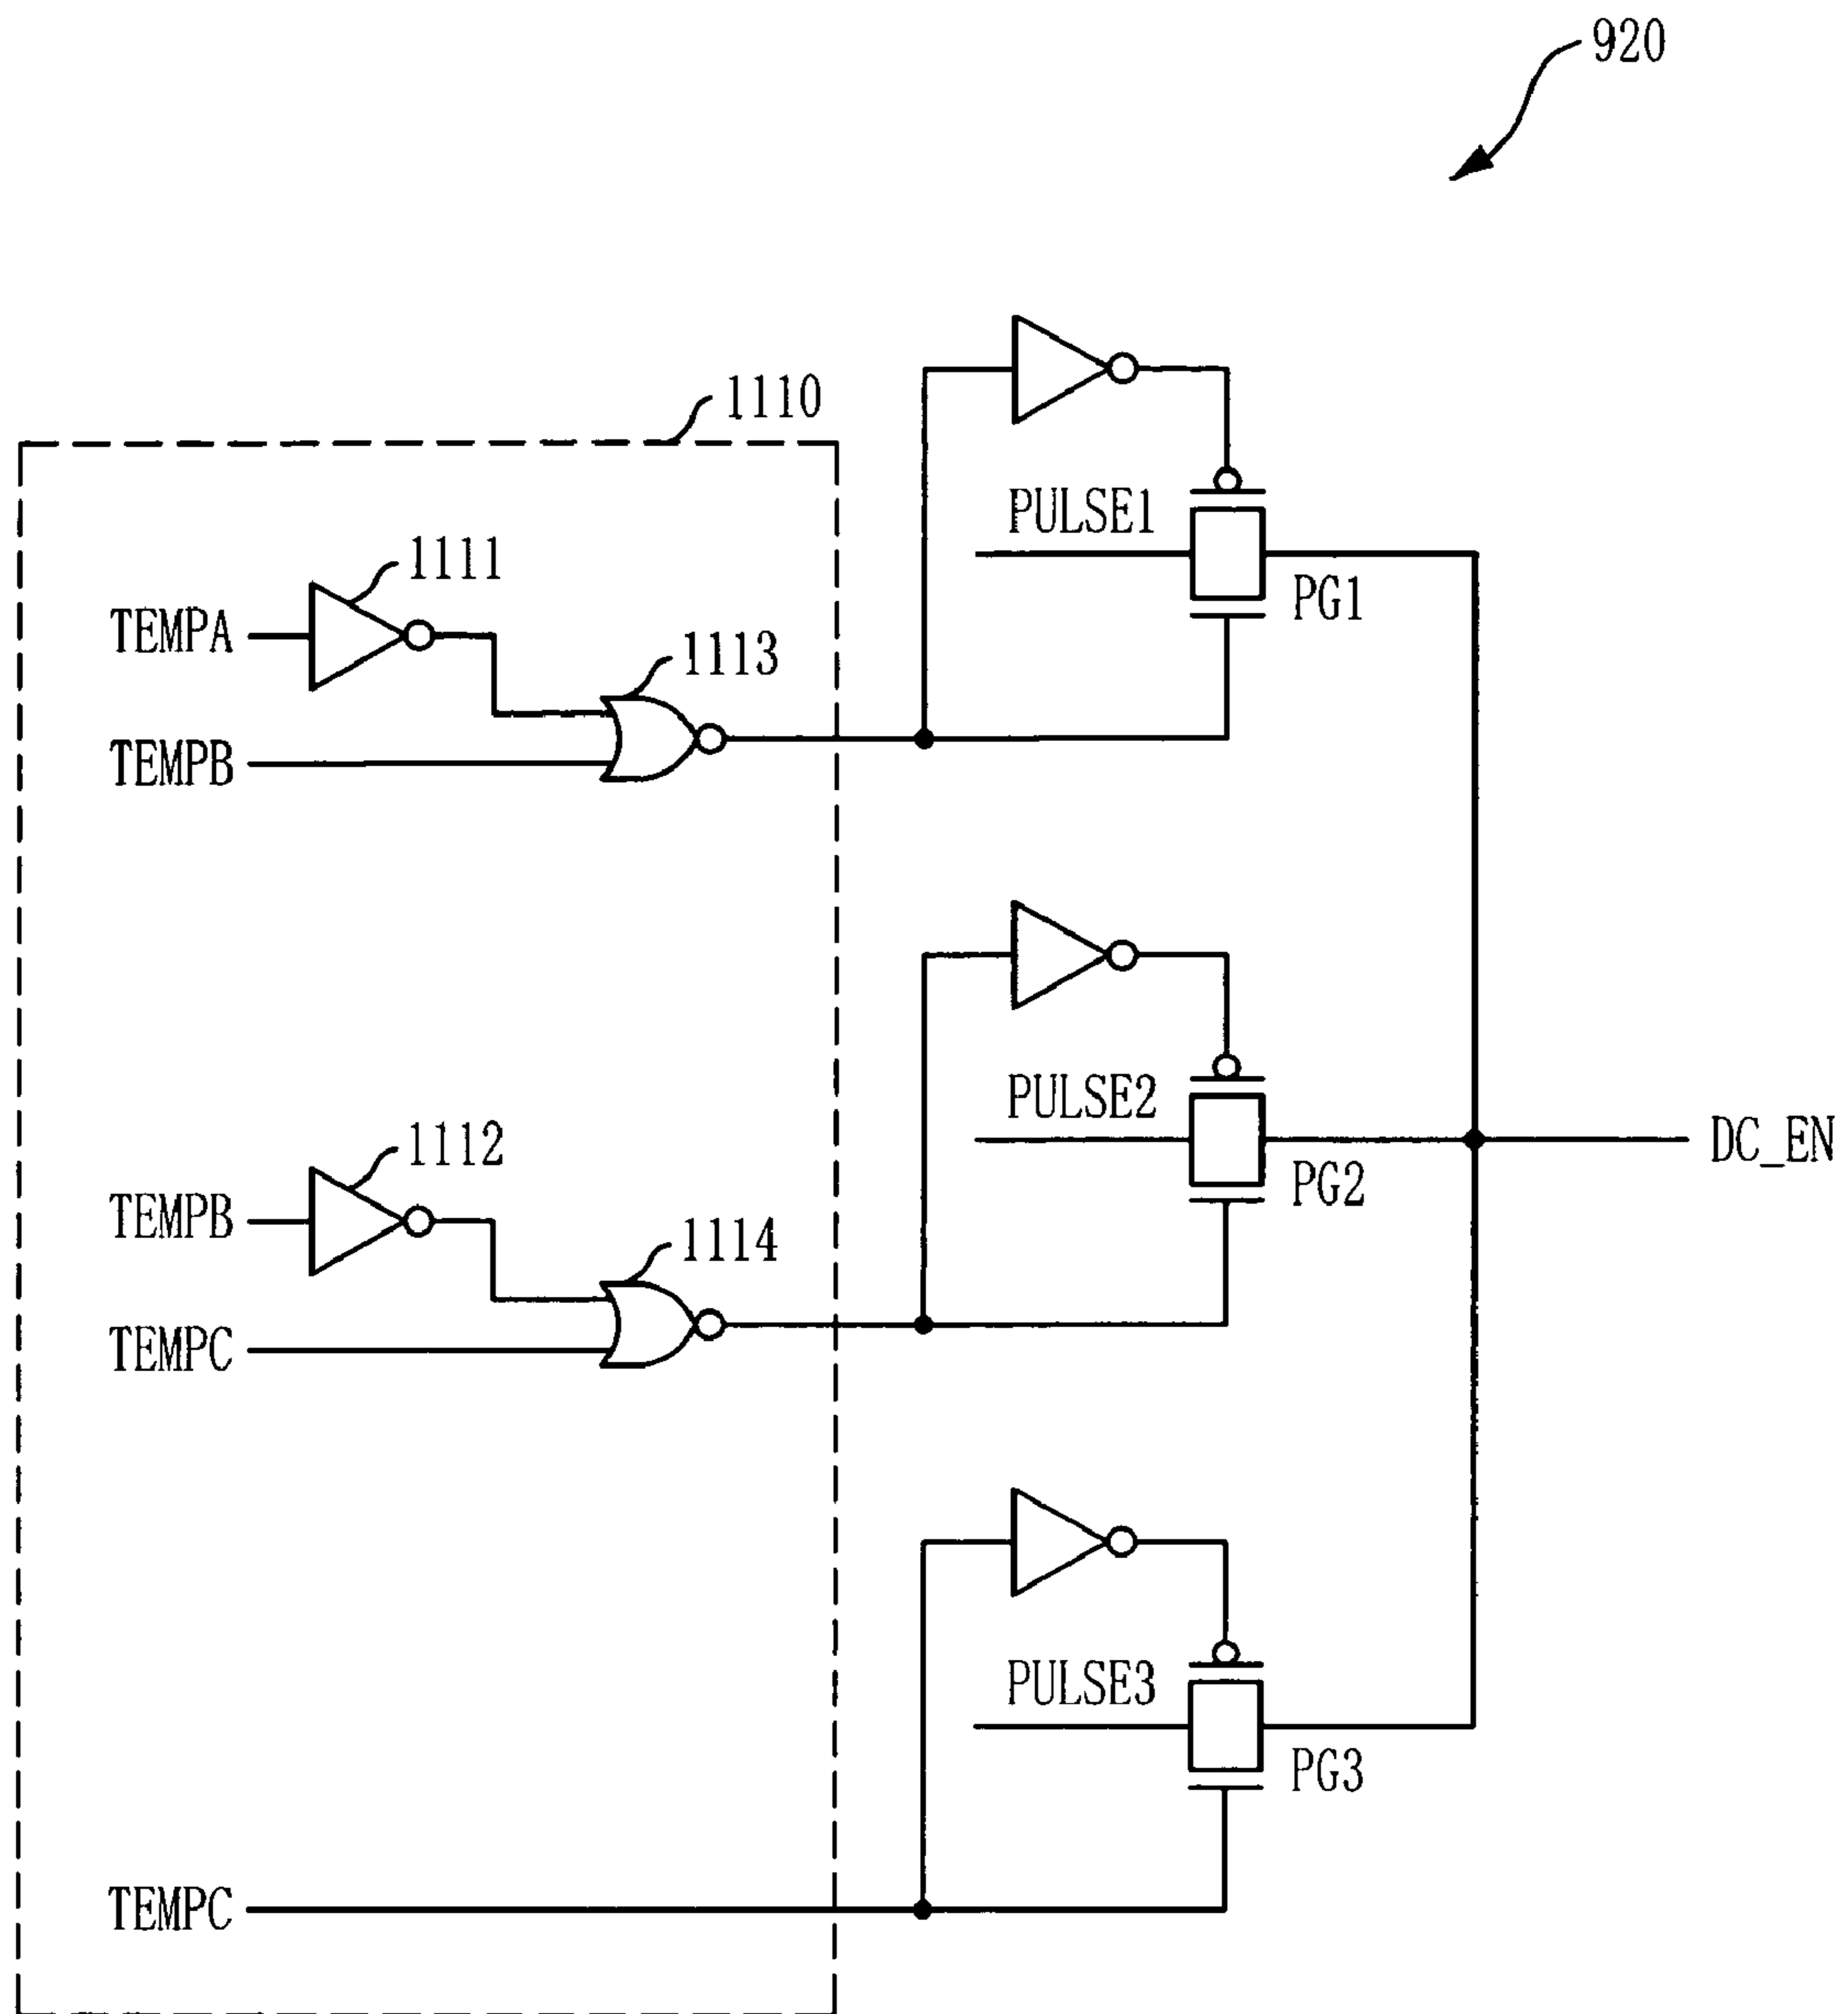 920
1110
PULSE1
1111
TEMPA
PG1
1113
TEMPB
PULSE2
1112
DC_EN
PG2
TEMPB
1114
TEMPC
PULSE3
PG3
TEMPC